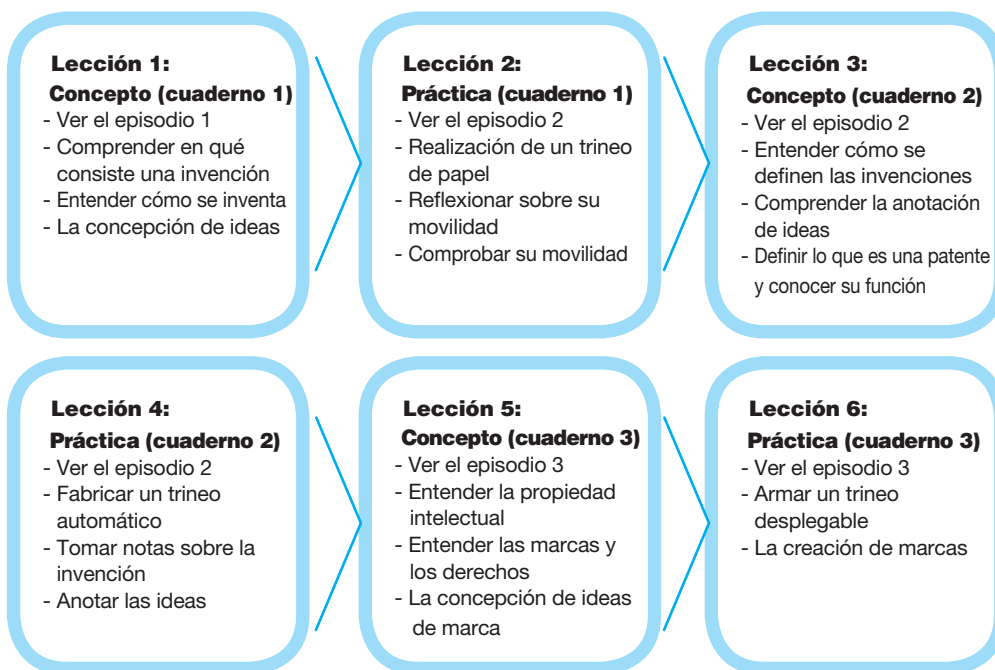 Lección 1:
Concepto (cuaderno 1)
- Ver el episodio 1
- Comprender en qué
consiste una invención
- Entender cómo se inventa
- La concepción de ideas
Lección 2:
Práctica (cuaderno 1)
- Ver el episodio 2
- Realización de un trineo
de papel
- Reflexionar sobre su
movilidad
- Comprobar su movilidad
Lección 3:
Concepto (cuaderno 2)
- Ver el episodio 2
- Entender cómo se
definen las invenciones
- Comprender la anotación
de ideas
- Definir lo que es una patente
y conocer su función
Lección 4:
Práctica (cuaderno 2)
- Ver el episodio 2
- Fabricar un trineo
automático
- Tomar notas sobre la
invención
- Anotar las ideas
Lección 5:
Concepto (cuaderno 3)
- Ver el episodio 3
- Entender la propiedad
intelectual
- Entender las marcas y
los derechos
- La concepción de ideas
de marca
Lección 6:
Práctica (cuaderno 3)
- Ver el episodio 3
- Armar un trineo
desplegable
- La creación de marcas